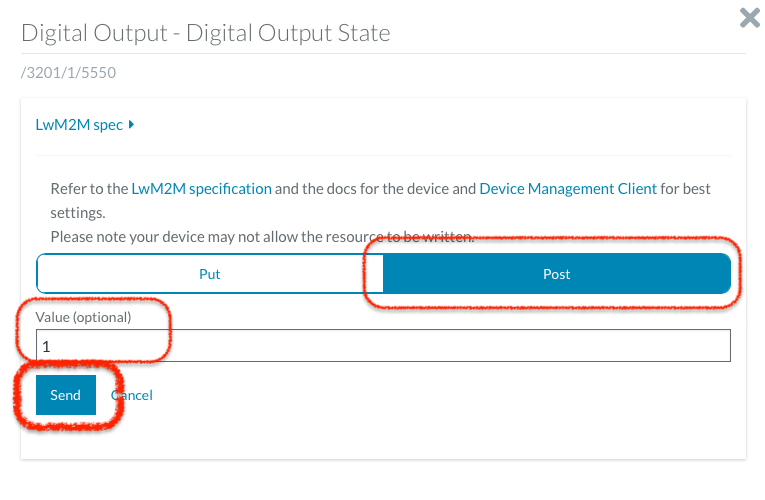 Digital Output - Digital Output State
/3201/1/5550
LwM2M spec
Refer to the LwM2M specification and the docs for the device and Device Management Client for best
settings.
Please note your device may not allow the resource to be written.
Put Post
Value (optional)
1
Send Cancel